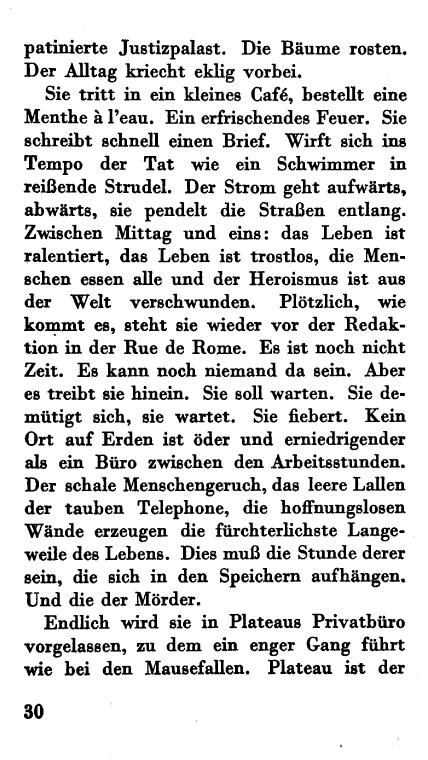 patinierte Justizpalast. Die Bäume rosten.
Der Alltag kriecht eklig vorbei.
Sie tritt in ein kleines Café, bestellt eine
Menthe à l'eau. Ein erfrischendes Feuer. Sie
schreibt schnell einen Brief. Wirft sich ins
Tempo der Tat wie ein Schwimmer in
reißende Strudel. Der Strom geht aufwärts,
abwärts, sie pendelt die Straßen entlang.
Zwischen Mittag und eins: das Leben ist
ralentiert, das Leben ist trostlos, die Men-
schen essen alle und der Heroismus ist aus
der Welt verschwunden. Plötzlich, wie
kommt es, steht sie wieder vor der Redak-
tion in der Rue de Rome. Es ist noch nicht
Zeit. Es kann noch niemand da sein. Aber
es treibt sie hinein. Sie soll warten. Sie de-
mütigt sich, sie wartet. Sie fiebert. Kein
Ort auf Erden ist öder und erniedrigender
als ein Büro zwischen den Arbeitsstunden.
Der schale Menschengeruch, das leere Lallen
der tauben Telephone, die hoffnungslosen
Wände erzeugen die fürchterlichste Lange-
weile des Lebens. Dies muß die Stunde derer
sein, die sich in den Speichern aufhängen.
Und die der Mörder.
Endlich wird sie in Plateaus Privatbüro
vorgelassen, zu dem ein enger Gang führt
wie bei den Mausefallen. Plateau ist der
30